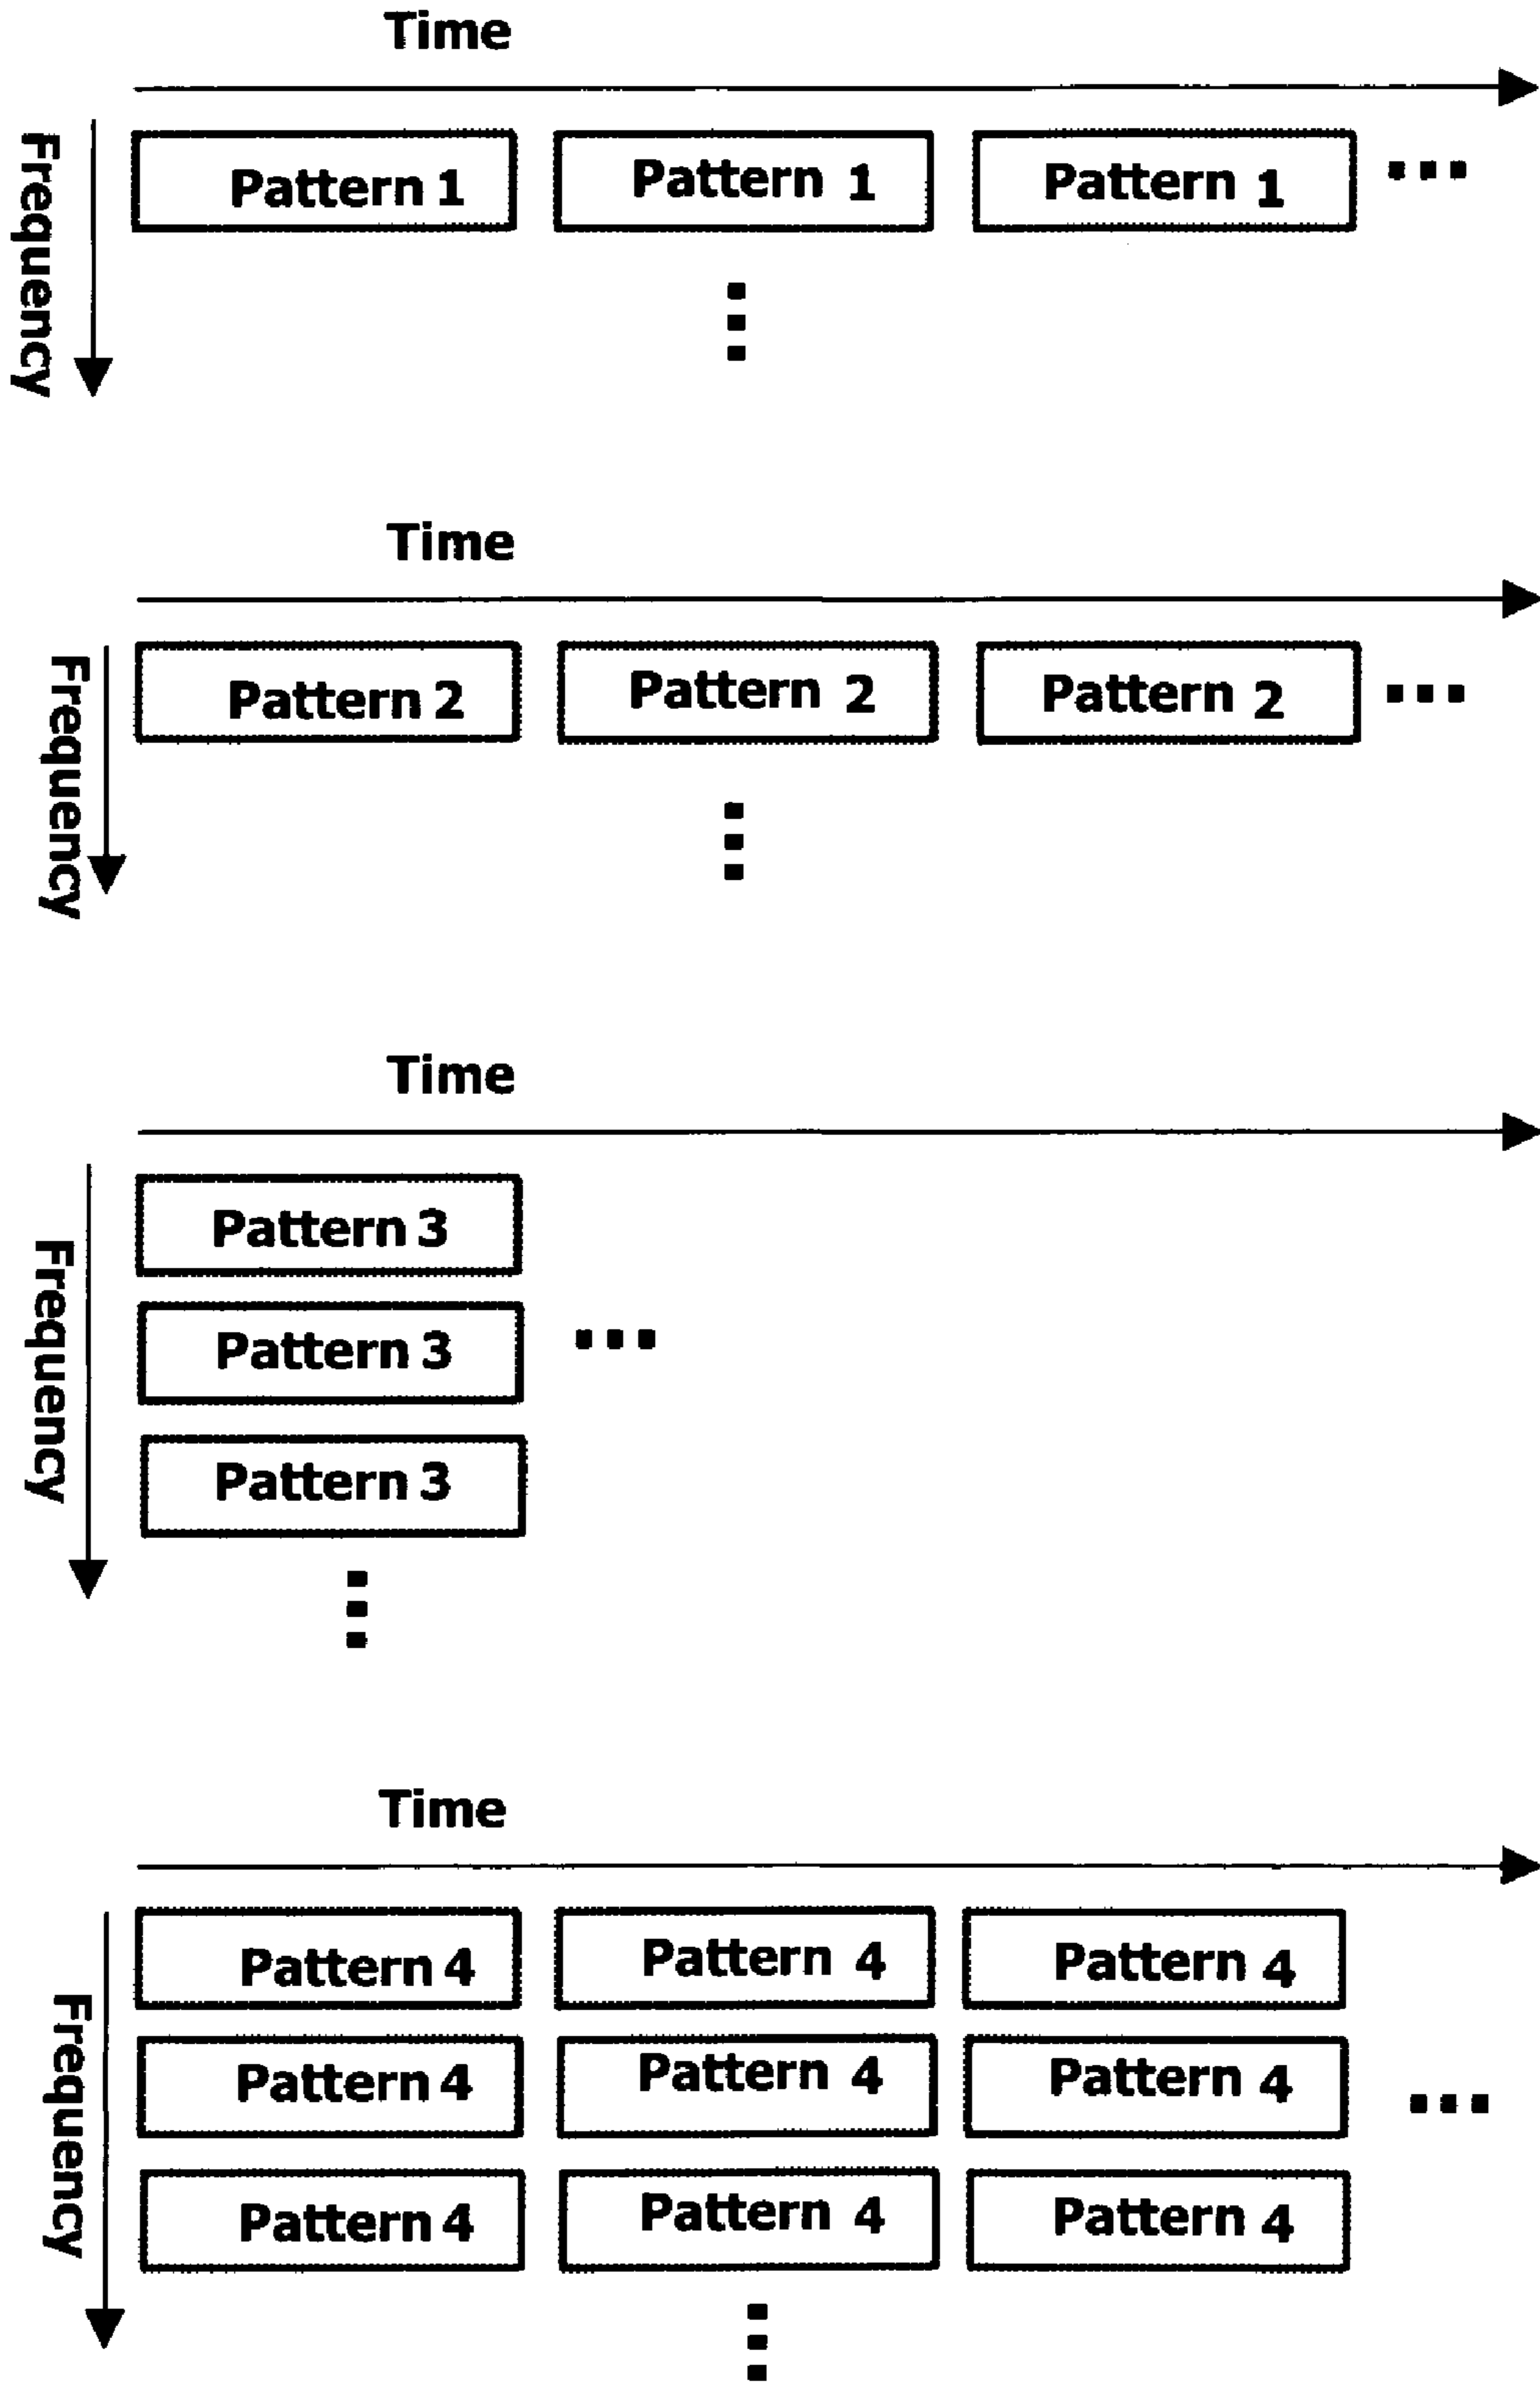 Time
Frequency
Pattern 1 Pattern 1 Pattern 1 ...
⋮
Time
Frequency
Pattern 2 Pattern 2 Pattern 2 ...
⋮
Time
Frequency
Pattern 3
Pattern 3 ...
Pattern 3
⋮
Time
Frequency
Pattern 4 Pattern 4 Pattern 4
Pattern 4 Pattern 4 Pattern 4 ...
Pattern 4 Pattern 4 Pattern 4
⋮